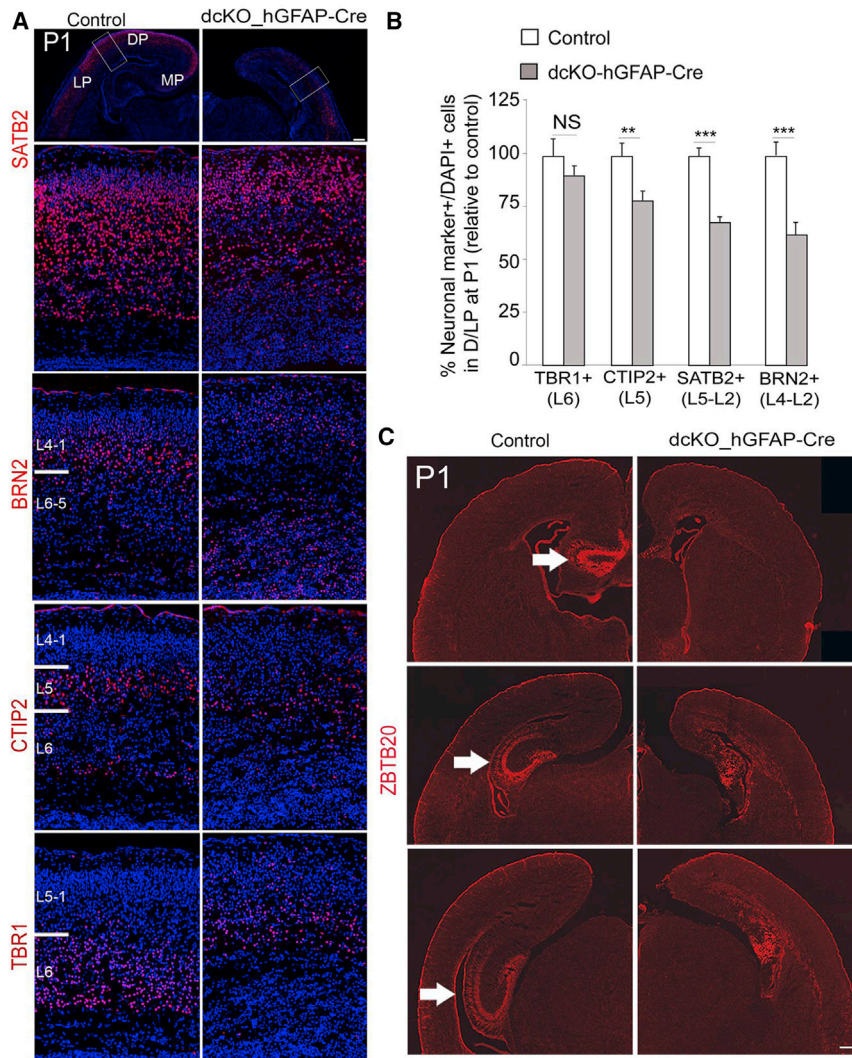 A
Control
dcKO_hGFAP-Cre
P1
DP
LP
MP
SATB2
BRN2
L4-1
L6-5
CTIP2
L4-1
L5
L6
TBR1
L5-1
L6
B
Control
dcKO-hGFAP-Cre
% Neuronal marker+/DAPI+ cells
in D/LP at P1 (relative to control)
125
100
75
50
25
0
NS
**
***
***
TBR1+
(L6)
CTIP2+
(L5)
SATB2+
(L5-L2)
BRN2+
(L4-L2)
C
Control
dcKO_hGFAP-Cre
P1
ZBTB20